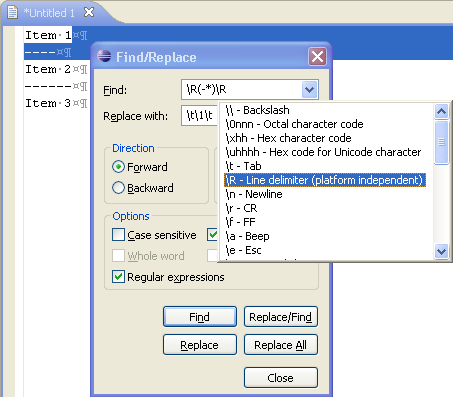 *Untitled 1
Item·1¤¶
----¤¶
Item·2¤¶
------¤¶
Item·3¤¶
Find/Replace
Find:
\R(-*)\R
Replace with:
\t\1\t
\\ - Backslash
\0nnn - Octal character code
\xhh - Hex character code
\uhhhh - Hex code for Unicode character
\t - Tab
\R - Line delimiter (platform independent)
\n - Newline
\r - CR
\f - FF
\a - Beep
\e - Esc
Direction
Forward
Backward
Options
Case sensitive
Whole word
Regular expressions
Find
Replace/Find
Replace
Replace All
Close